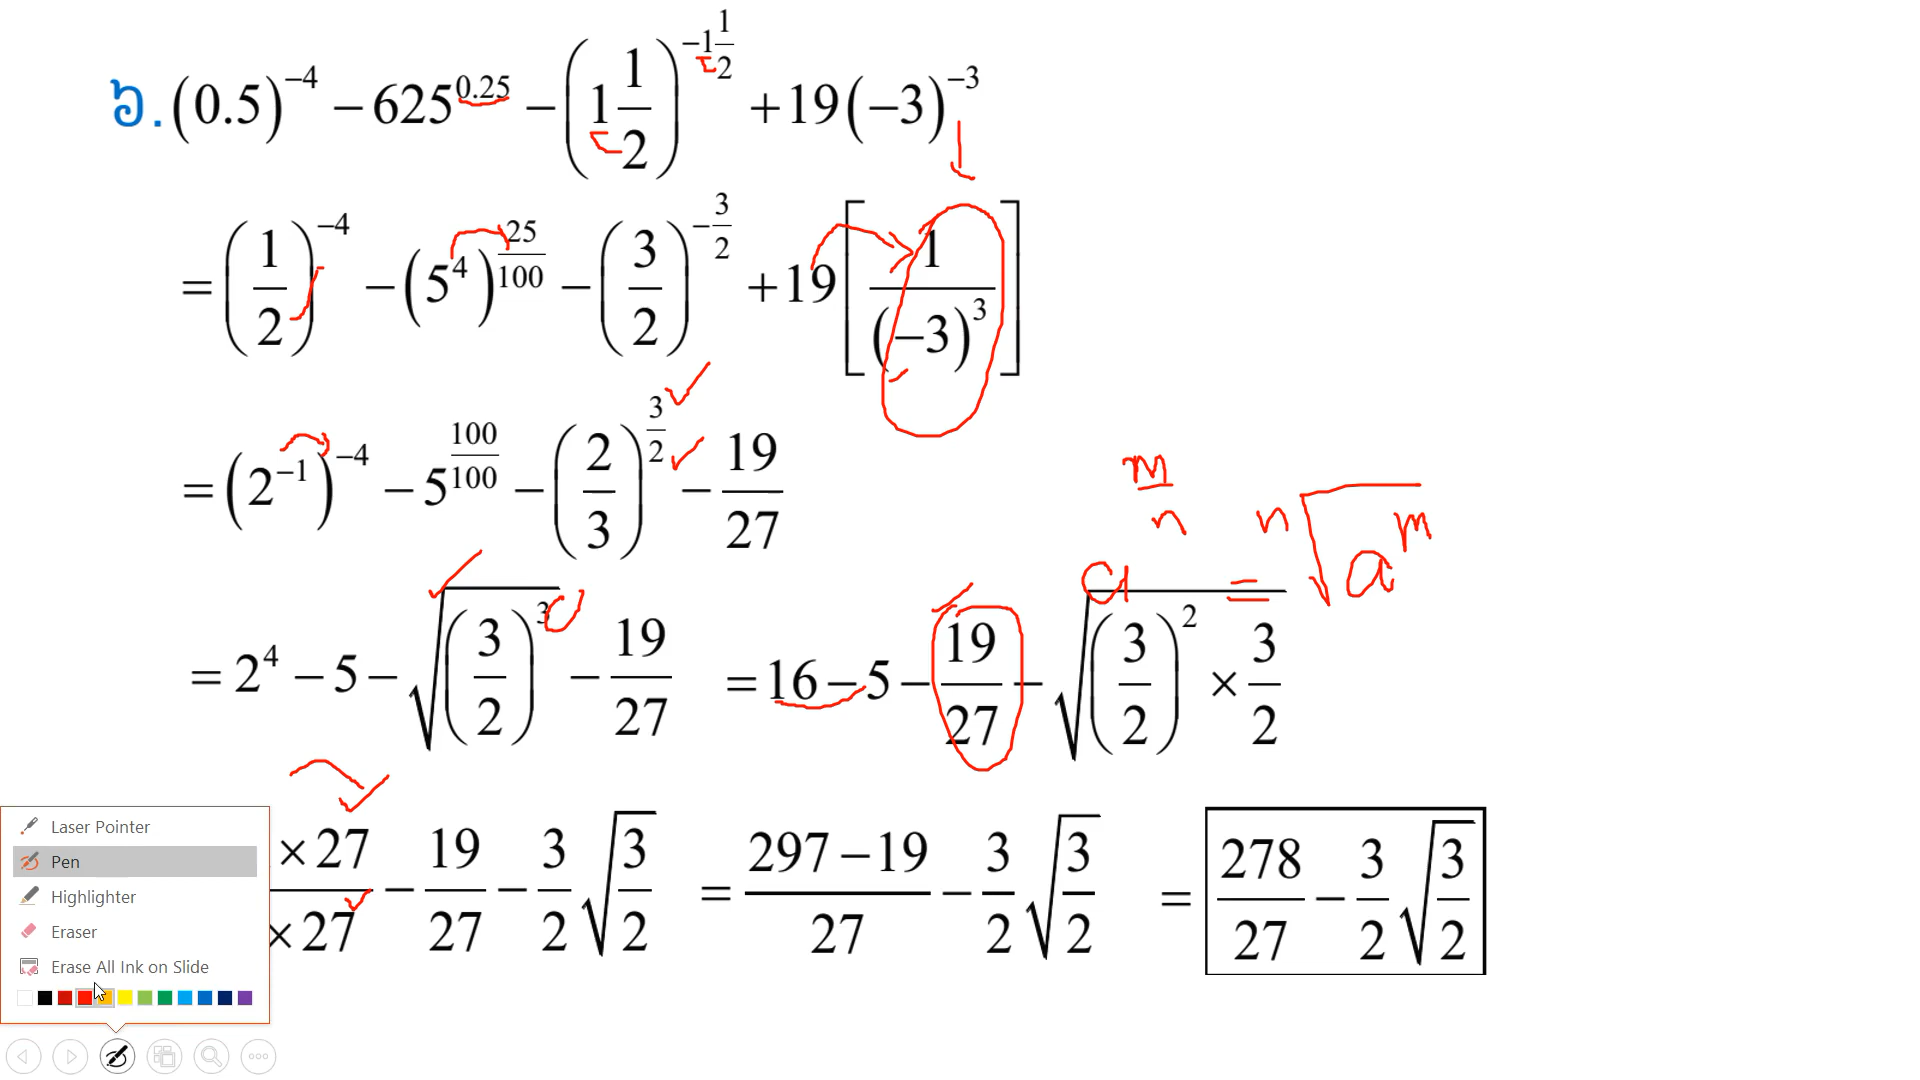 ๖. (0.5)^{-4} − 625^{0.25} − (1 1/2)^{-1 1/2} + 19(−3)^{-3}
= (1/2)^{-4} − (5^4)^{25/100} − (3/2)^{-3/2} + 19[1/(−3)^3]
= (2^{-1})^{-4} − 5^{100/100} − (2/3)^{3/2} − 19/27
a^{m/n} = n√a^m
= 2^4 − 5 − √(3/2)^3 − 19/27 = 16 − 5 − 19/27 − √((3/2)^2 × 3/2)
× 27/× 27 − 19/27 − 3/2 √(3/2) = (297 − 19)/27 − 3/2 √(3/2) = 278/27 − 3/2 √(3/2)
Laser Pointer
Pen
Highlighter
Eraser
Erase All Ink on Slide